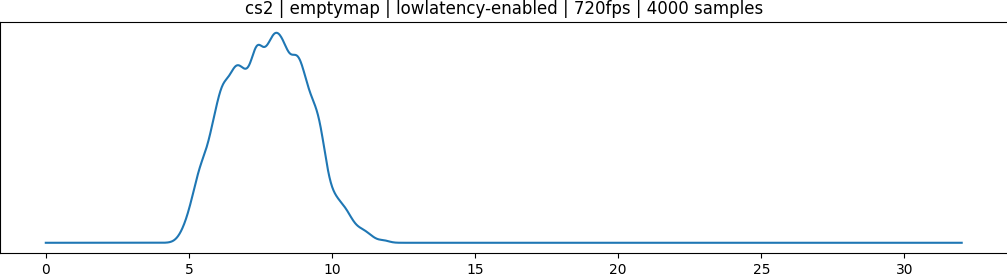 cs2 | emptymap | lowlatency-enabled | 720fps | 4000 samples
0 5 10 15 20 25 30